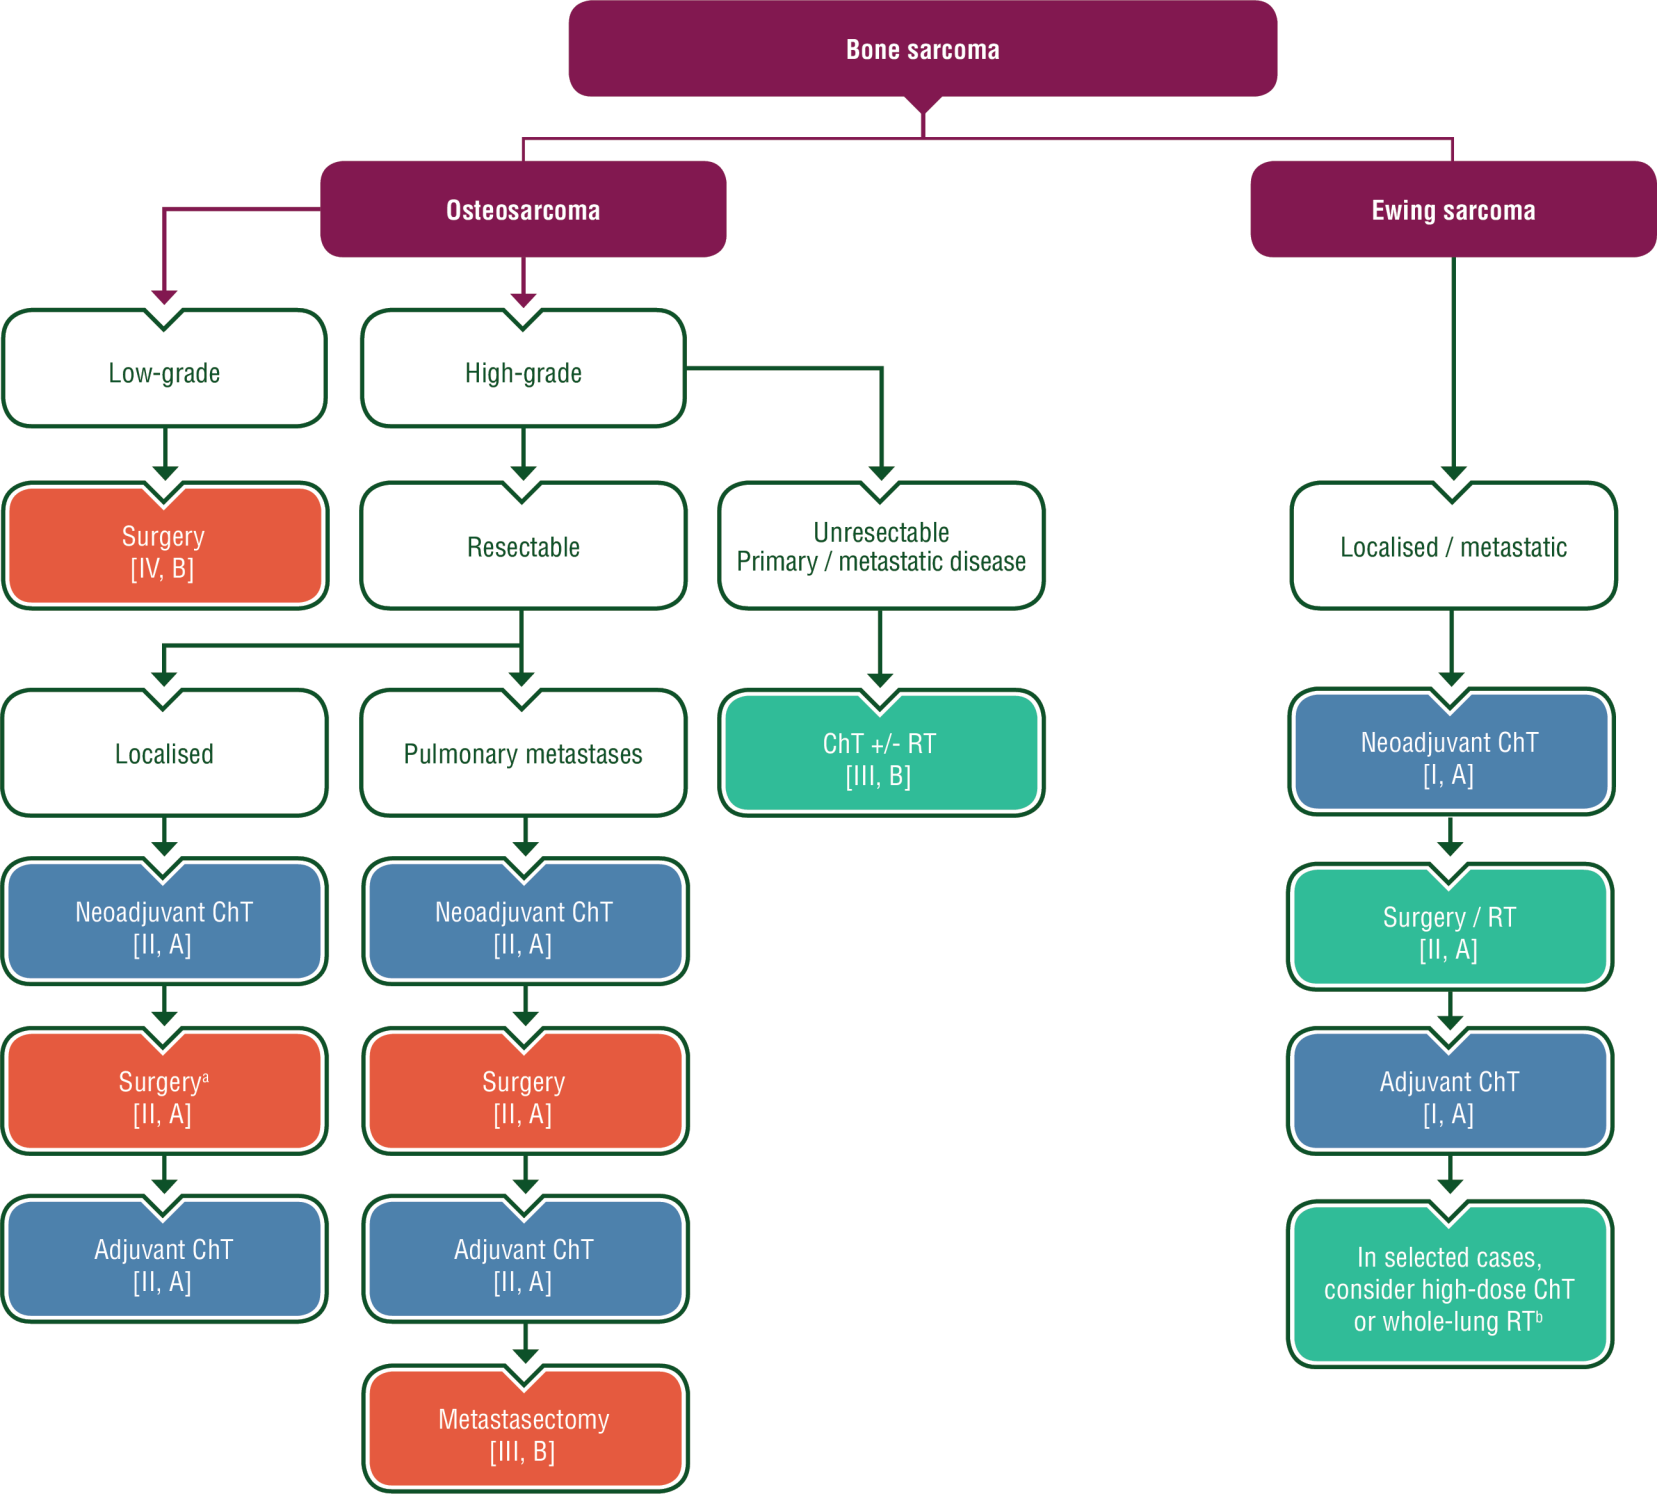 Bone sarcoma
Osteosarcoma
Ewing sarcoma
Low-grade
High-grade
Surgery
[IV, B]
Resectable
Unresectable
Primary / metastatic disease
Localised / metastatic
Localised
Pulmonary metastases
ChT +/- RT
[III, B]
Neoadjuvant ChT
[I, A]
Neoadjuvant ChT
[II, A]
Neoadjuvant ChT
[II, A]
Surgery / RT
[II, A]
Surgeryᵃ
[II, A]
Surgery
[II, A]
Adjuvant ChT
[I, A]
Adjuvant ChT
[II, A]
Adjuvant ChT
[II, A]
In selected cases,
consider high-dose ChT
or whole-lung RTᵇ
Metastasectomy
[III, B]